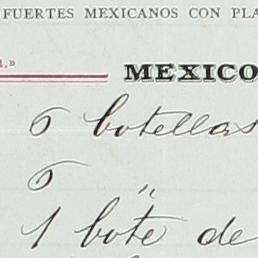 FUERTES MEXICANOS CON PLA
a."
MEXICO
6 botellas
6 "
1 bote de